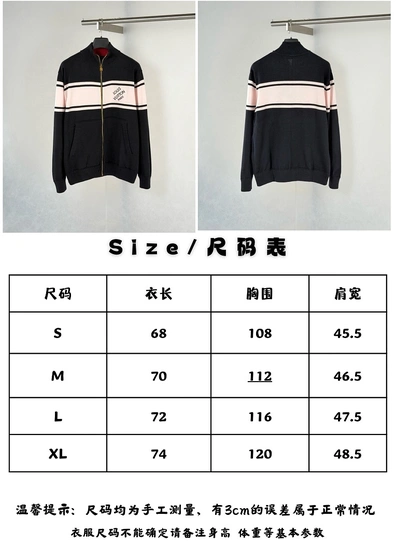 Size/尺码表
尺码 衣长 胸围 肩宽
S 68 108 45.5
M 70 112 46.5
L 72 116 47.5
XL 74 120 48.5
温馨提示：尺码均为手工测量、有3cm的误差属于正常情况
衣服尺码不能确定请备注身高 体重等基本参数